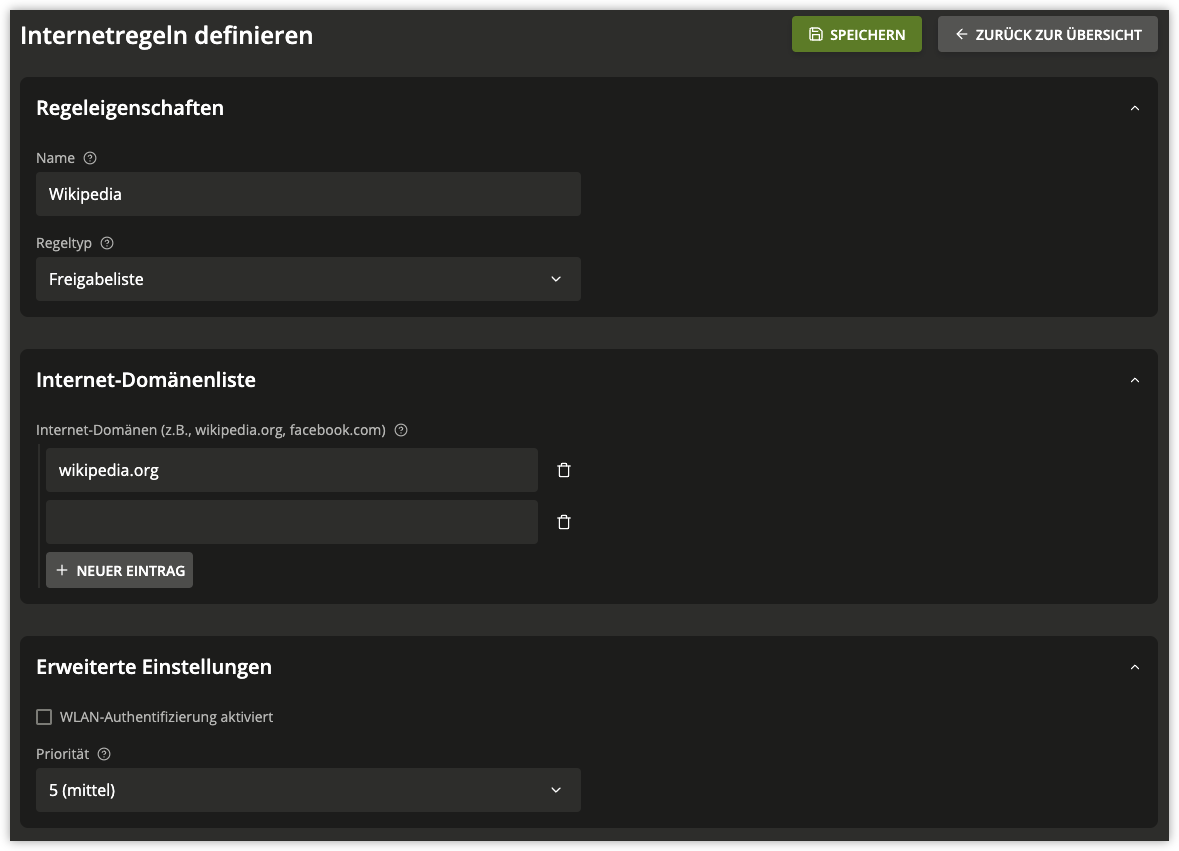 Internetregeln definieren
SPEICHERN
ZURÜCK ZUR ÜBERSICHT
Regeleigenschaften
Name
Wikipedia
Regeltyp
Freigabeliste
Internet-Domänenliste
Internet-Domänen (z.B., wikipedia.org, facebook.com)
wikipedia.org
+ NEUER EINTRAG
Erweiterte Einstellungen
WLAN-Authentifizierung aktiviert
Priorität
5 (mittel)